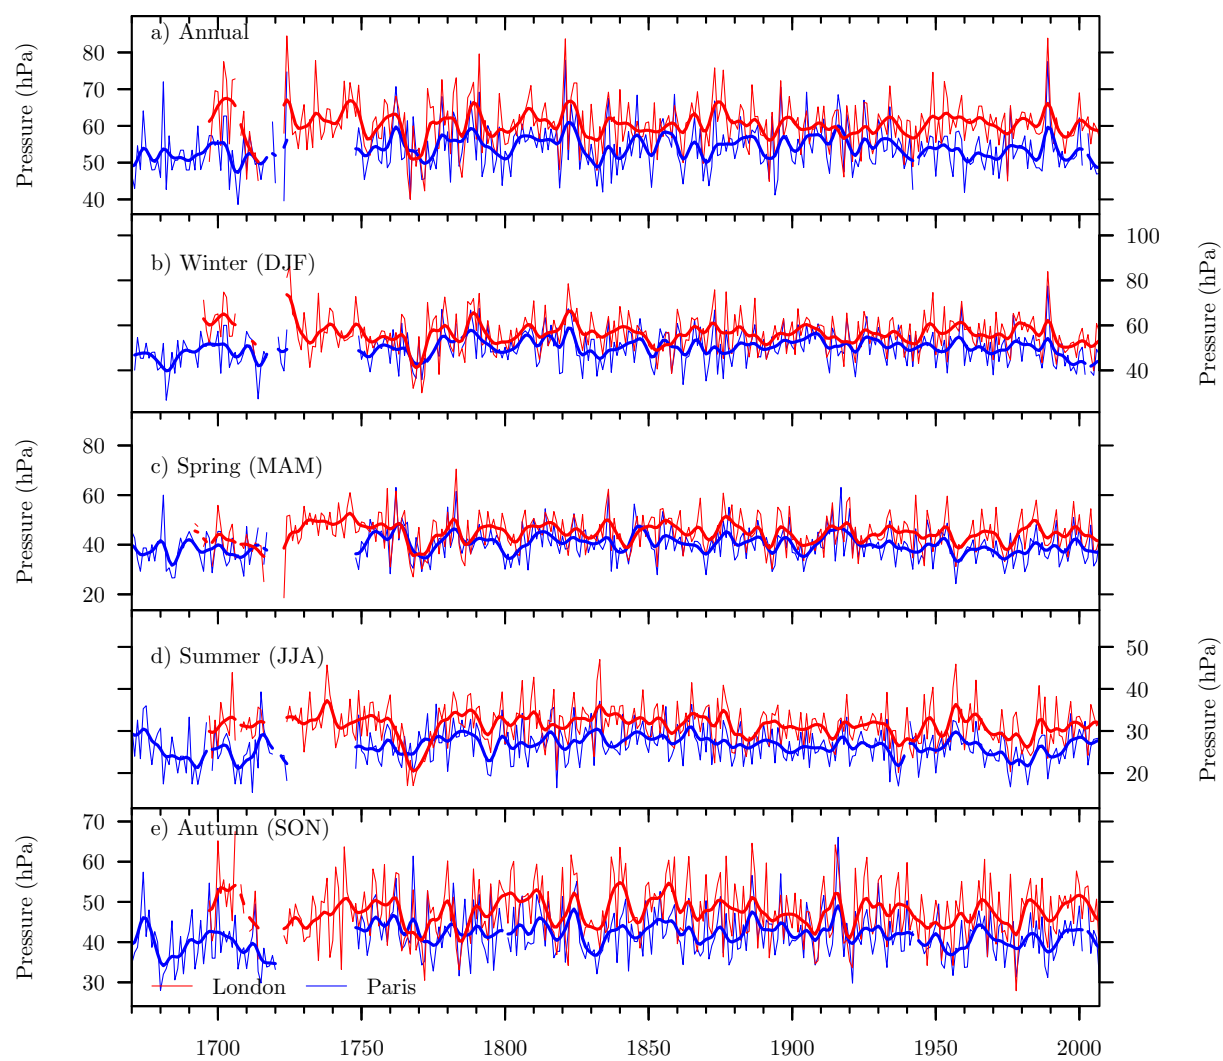 a) Annual
Pressure (hPa)
80
70
60
50
40
b) Winter (DJF)
Pressure (hPa)
100
80
60
40
c) Spring (MAM)
Pressure (hPa)
80
60
40
20
d) Summer (JJA)
Pressure (hPa)
50
40
30
20
e) Autumn (SON)
Pressure (hPa)
70
60
50
40
30
London Paris
1700 1750 1800 1850 1900 1950 2000